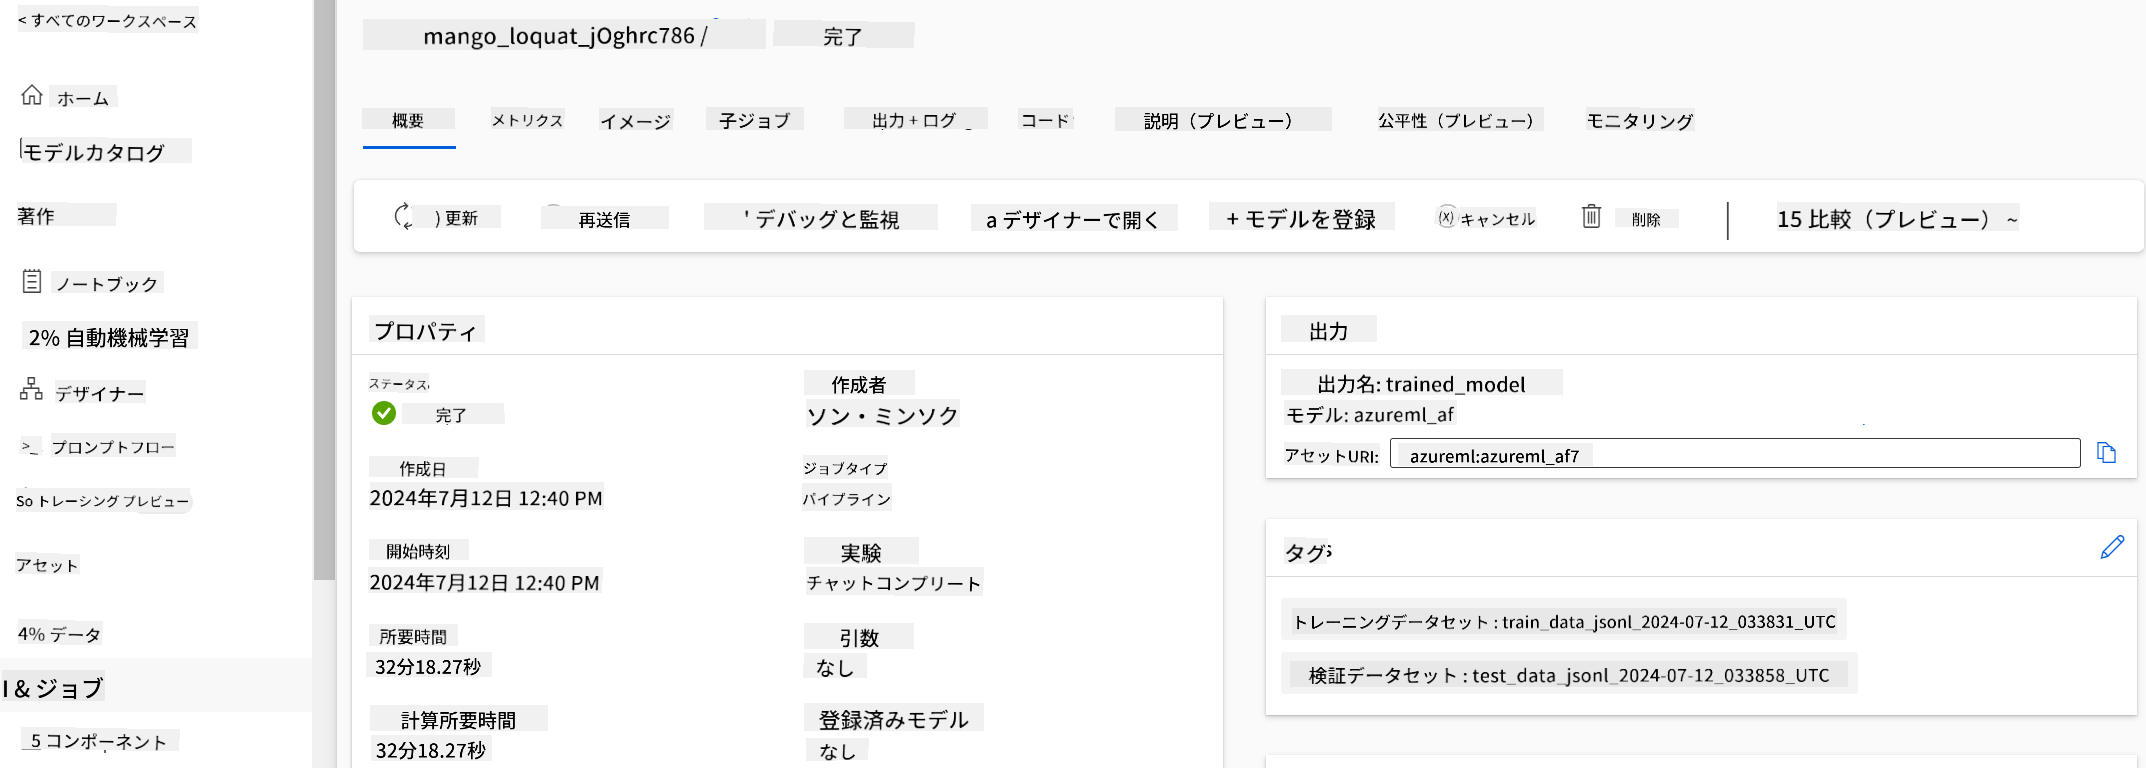 < すべてのワークスペース
ホーム
モデルカタログ
著作
ノートブック
2% 自動機械学習
デザイナー
>_ プロンプトフロー
So トレーシング プレビュー
アセット
4% データ
I & ジョブ
5 コンポーネント
mango_loquat_jOghrc786 / 完了
概要 メトリクス イメージ 子ジョブ 出力 + ログ コード 説明（プレビュー） 公平性（プレビュー） モニタリング
) 更新 再送信 ' デバッグと監視 a デザイナーで開く + モデルを登録 (x) キャンセル 削除 15 比較（プレビュー） ~
プロパティ
ステータス
完了
作成日
2024年7月12日 12:40 PM
開始時刻
2024年7月12日 12:40 PM
所要時間
32分18.27秒
計算所要時間
32分18.27秒
作成者
ソン・ミンソク
ジョブタイプ
パイプライン
実験
チャットコンプリート
引数
なし
登録済みモデル
なし
出力
出力名: trained_model
モデル: azureml_af
アセットURI: azureml:azureml_af7
タグs
トレーニングデータセット : train_data_jsonl_2024-07-12_033831_UTC
検証データセット : test_data_jsonl_2024-07-12_033858_UTC